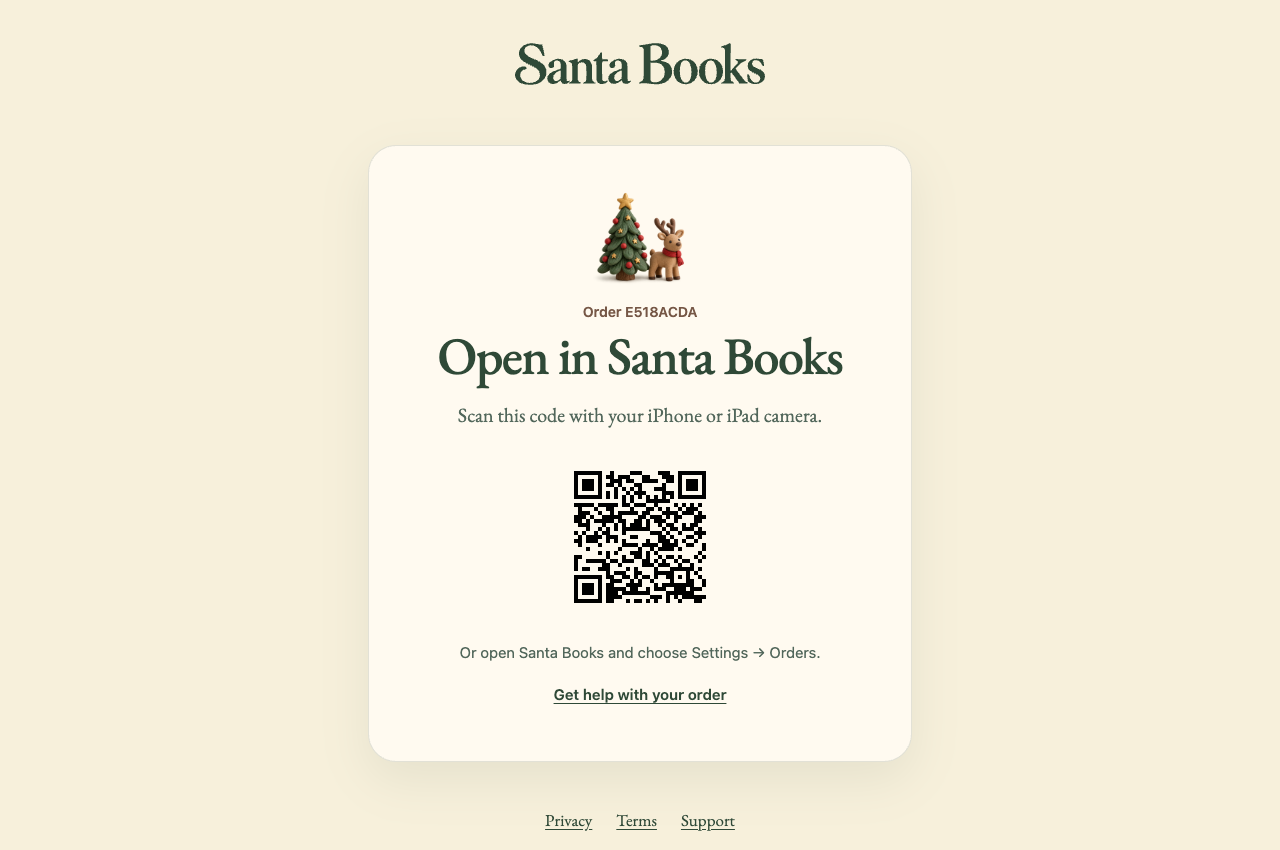 Santa Books
Order E518ACDA
Open in Santa Books
Scan this code with your iPhone or iPad camera.
Or open Santa Books and choose Settings → Orders.
Get help with your order
Privacy Terms Support